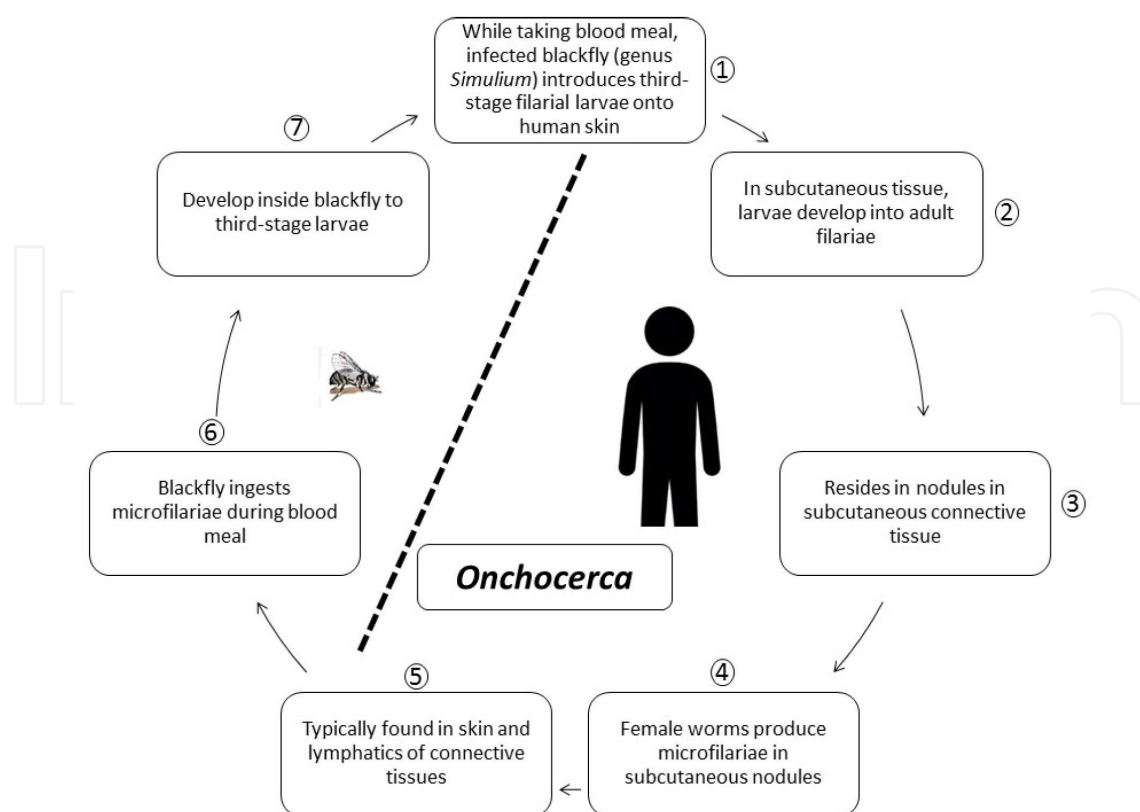 While taking blood meal,
infected blackfly (genus
Simulium) introduces third-
stage filarial larvae onto
human skin
①
In subcutaneous tissue,
larvae develop into adult
filariae
②
Resides in nodules in
subcutaneous connective
tissue
③
④
Female worms produce
microfilariae in
subcutaneous nodules
⑤
Typically found in skin and
lymphatics of connective
tissues
⑥
Blackfly ingests
microfilariae during blood
meal
⑦
Develop inside blackfly to
third-stage larvae
Onchocerca